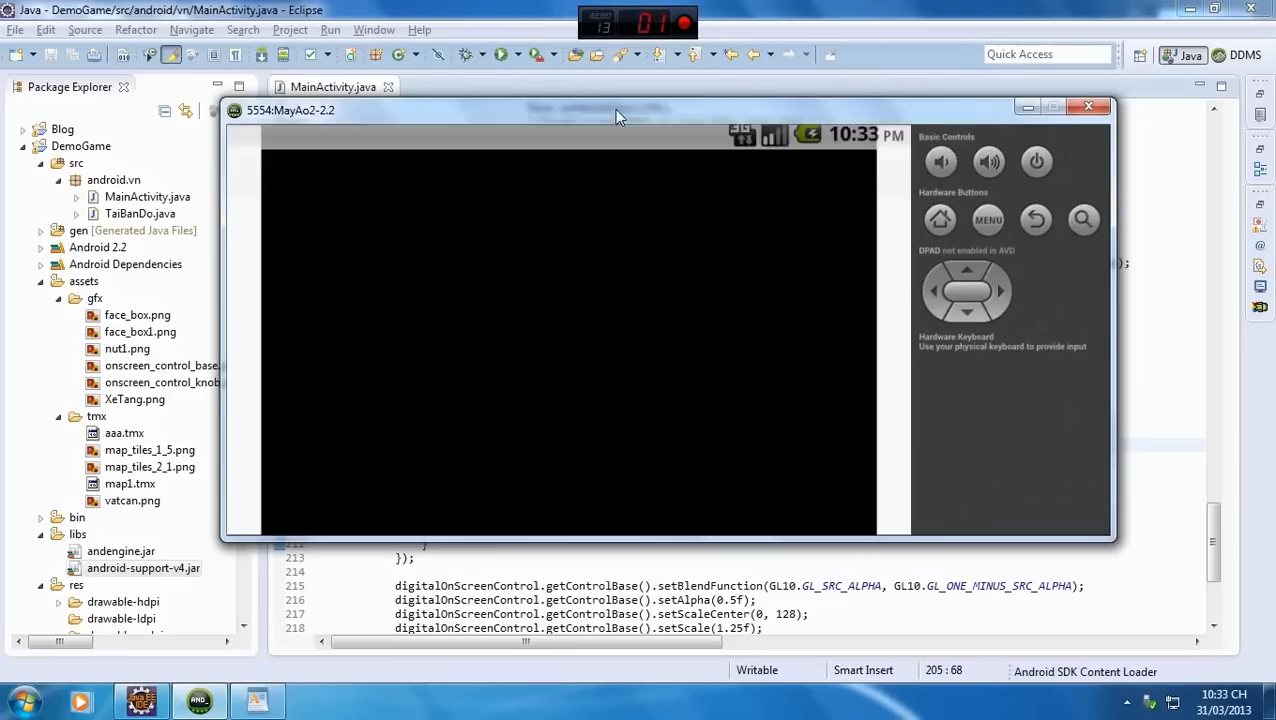 Java - DemoGame/src/android/vn/MainActivity.java - Eclipse
AERO
13
01
File Edit Source Refactor Navigate Search Project Run Window Help
Quick Access
Java
DDMS
Package Explorer
MainActivity.java
5554:MayAo2-2.2
10:33 PM
Basic Controls
Hardware Buttons
MENU
DPAD not enabled in AVD
Hardware Keyboard
Use your physical keyboard to provide input
Blog
DemoGame
src
android.vn
MainActivity.java
TaiBanDo.java
gen [Generated Java Files]
Android 2.2
Android Dependencies
assets
gfx
face_box.png
face_box1.png
nut1.png
onscreen_control_base.
onscreen_control_knob
XeTang.png
tmx
aaa.tmx
map_tiles_1_5.png
map_tiles_2_1.png
map1.tmx
vatcan.png
bin
libs
andengine.jar
android-support-v4.jar
res
drawable-hdpi
drawable-ldpi
);
213 });
214
215 digitalOnScreenControl.getControlBase().setBlendFunction(GL10.GL_SRC_ALPHA, GL10.GL_ONE_MINUS_SRC_ALPHA);
216 digitalOnScreenControl.getControlBase().setAlpha(0.5f);
217 digitalOnScreenControl.getControlBase().setScaleCenter(0, 128);
218 digitalOnScreenControl.getControlBase().setScale(1.25f);
Writable
Smart Insert
205 : 68
Android SDK Content Loader
10:33 CH
31/03/2013